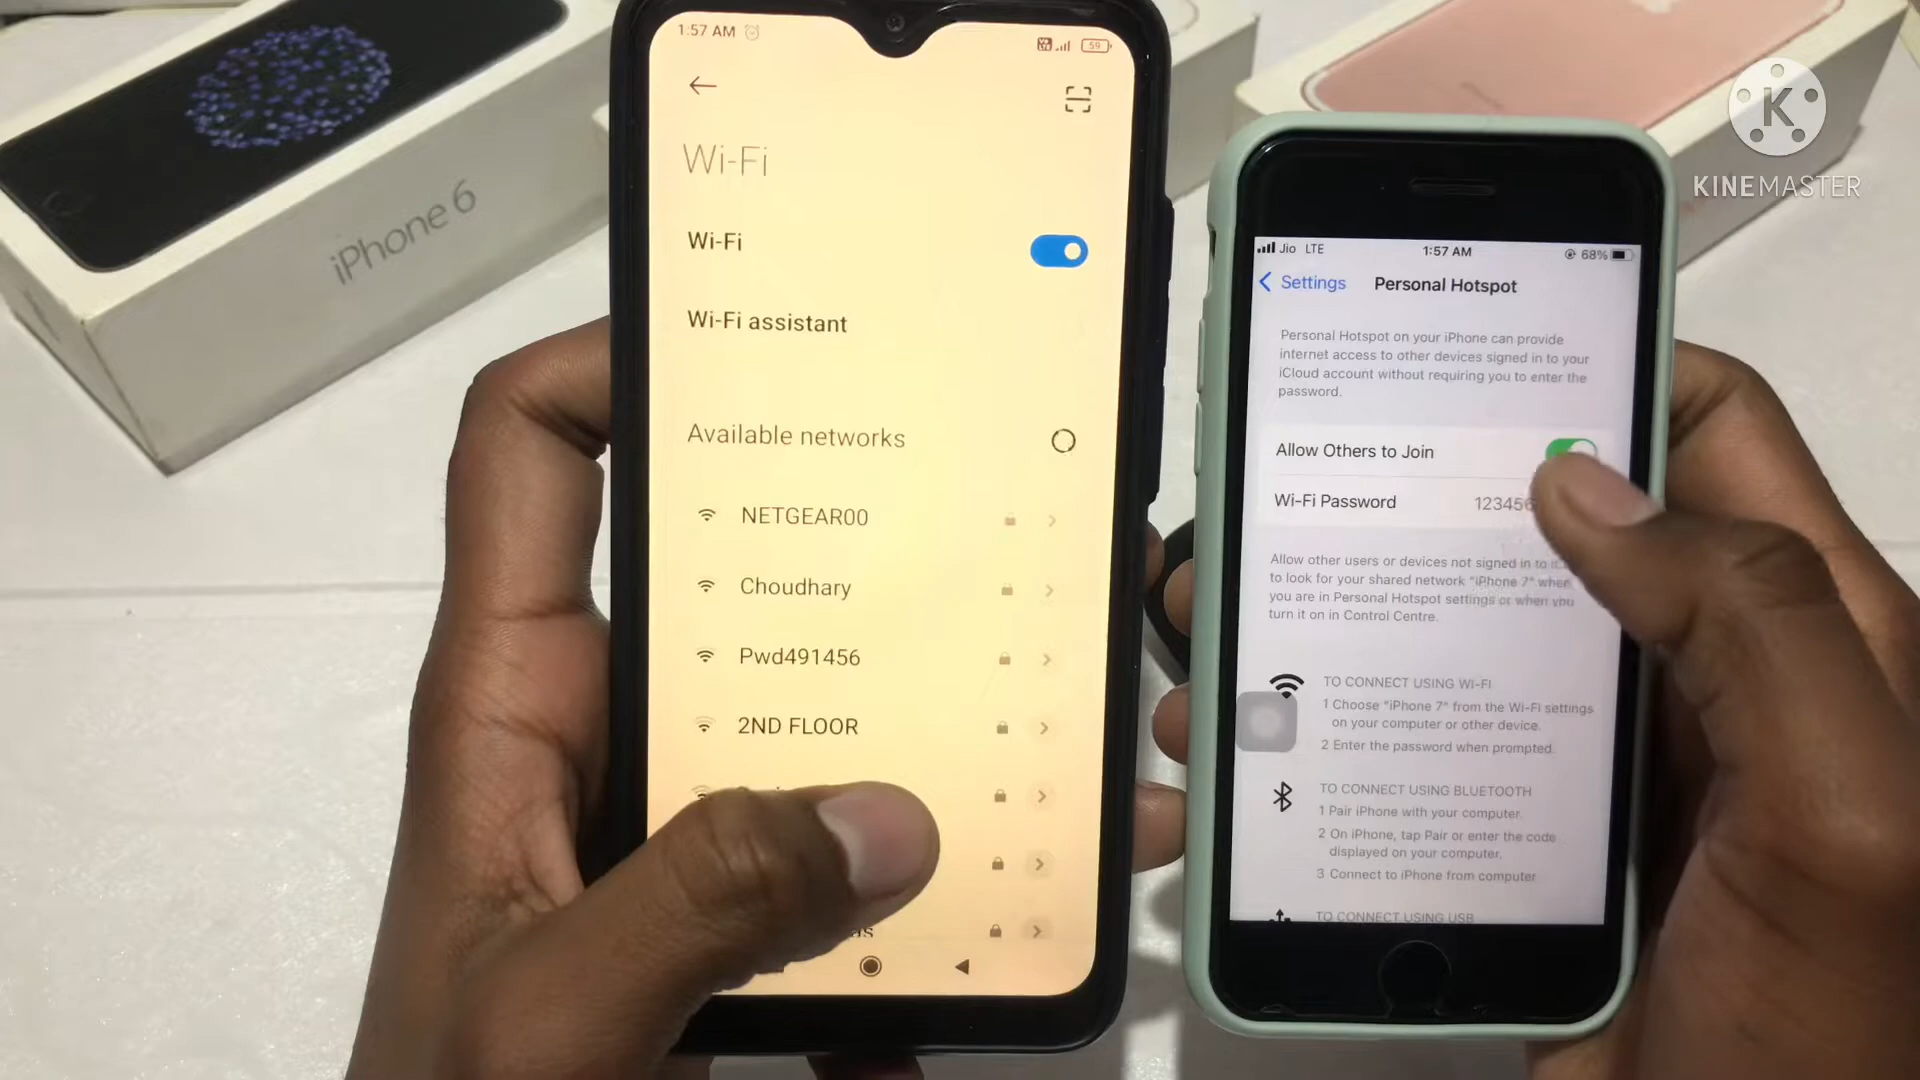 iPhone 6
1:57 AM
59
Wi-Fi
Wi-Fi
Wi-Fi assistant
Available networks
NETGEAR00
Choudhary
Pwd491456
2ND FLOOR
Jio LTE 1:57 AM 68%
Settings Personal Hotspot
Personal Hotspot on your iPhone can provide
internet access to other devices signed in to your
iCloud account without requiring you to enter the
password.
Allow Others to Join
Wi-Fi Password 123456
Allow other users or devices not signed in to
to look for your shared network "iPhone 7" when
you are in Personal Hotspot settings or when you
turn it on in Control Centre.
TO CONNECT USING WI-FI
1 Choose "iPhone 7" from the Wi-Fi settings
on your computer or other device.
2 Enter the password when prompted.
TO CONNECT USING BLUETOOTH
1 Pair iPhone with your computer.
2 On iPhone, tap Pair or enter the code
displayed on your computer.
3 Connect to iPhone from computer
TO CONNECT USING USB
K
KINEMASTER